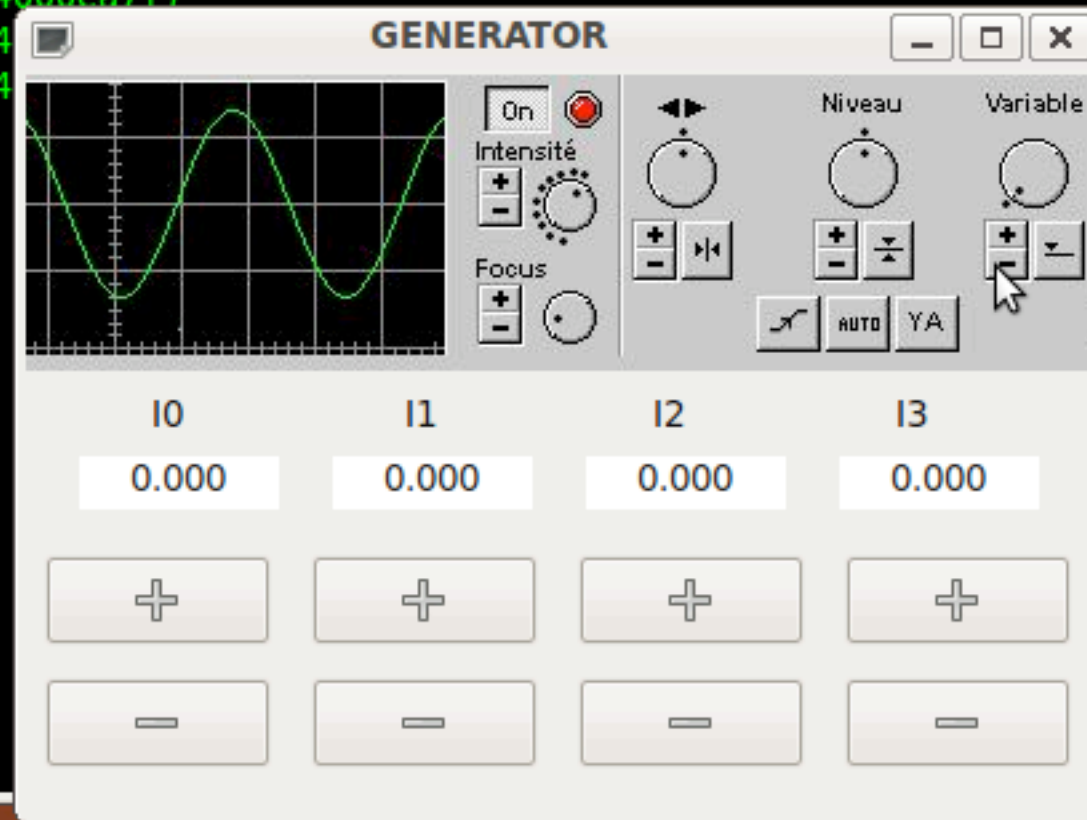 GENERATOR
On
Intensité
Focus
Niveau
Variable
AUTO
YA
I0 I1 I2 I3
0.000 0.000 0.000 0.000